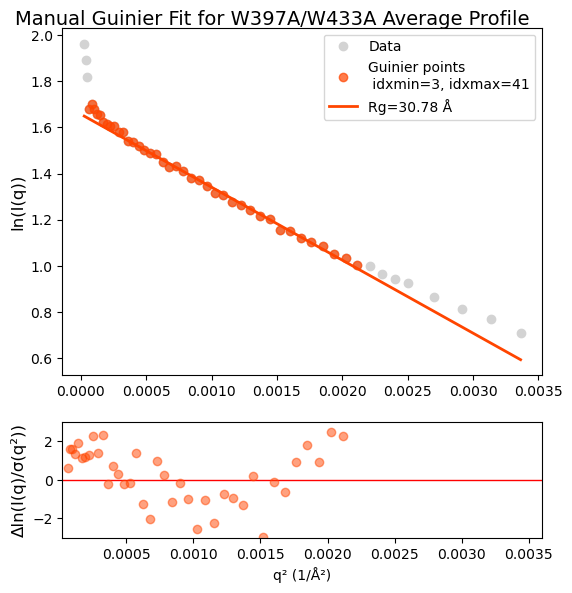 Manual Guinier Fit for W397A/W433A Average Profile
2.0
1.8
1.6
1.4
1.2
1.0
0.8
0.6
ln(I(q))
Data
Guinier points
idxmin=3, idxmax=41
Rg=30.78 Å
0.0000 0.0005 0.0010 0.0015 0.0020 0.0025 0.0030 0.0035
2
0
−2
Δln(I(q)/σ(q²))
0.0005 0.0010 0.0015 0.0020 0.0025 0.0030 0.0035
q² (1/Å²)